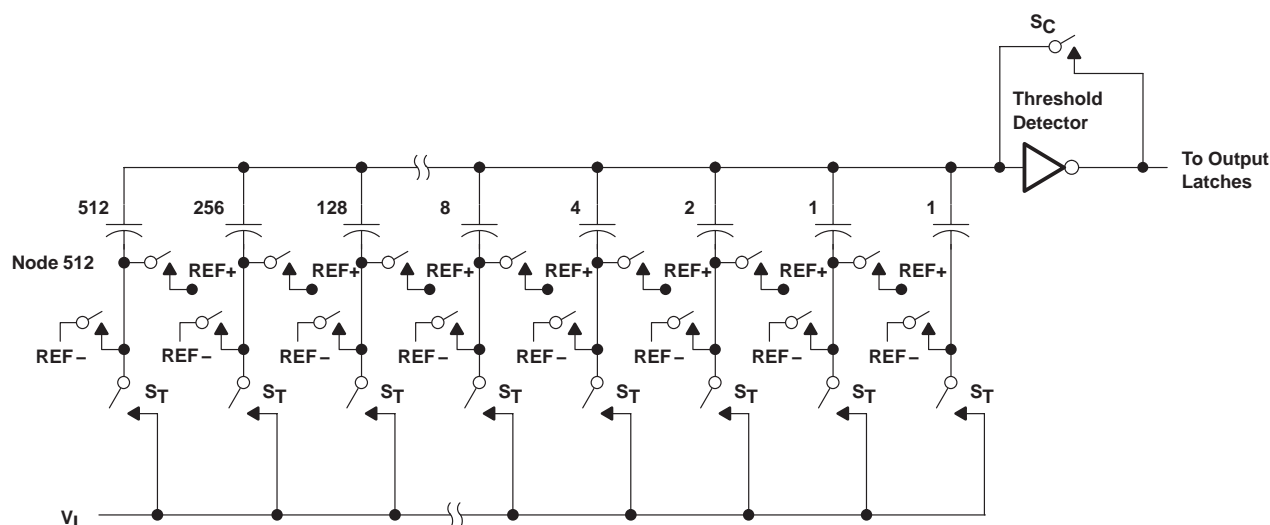 SC
Threshold
Detector
To Output
Latches
512 256 128 8 4 2 1 1
Node 512
REF+ REF+ REF+ REF+ REF+ REF+ REF+
REF– REF– REF– REF– REF– REF– REF– REF–
ST ST ST ST ST ST ST ST
VI